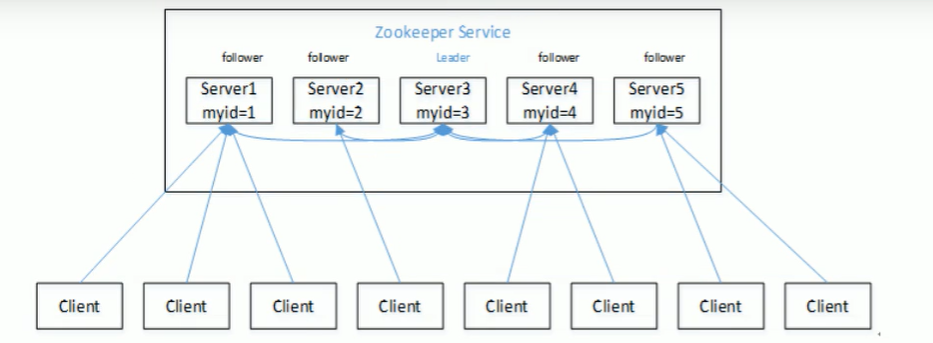 Zookeeper Service
follower
follower
Leader
follower
follower
Server1
myid=1
Server2
myid=2
Server3
myid=3
Server4
myid=4
Server5
myid=5
Client
Client
Client
Client
Client
Client
Client
Client